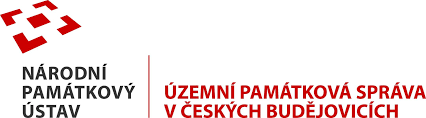 NÁRODNÍ
PAMÁTKOVÝ
ÚSTAV
ÚZEMNÍ PAMÁTKOVÁ SPRÁVA
V ČESKÝCH BUDĚJOVICÍCH